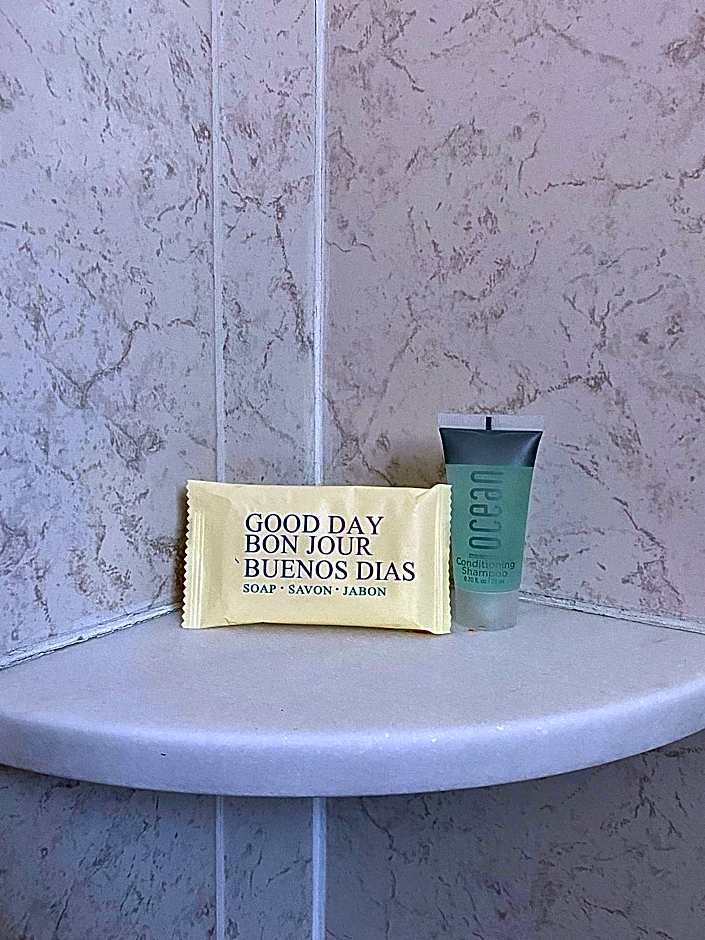 GOOD DAY
BON JOUR
`BUENOS DIAS
SOAP · SAVON · JABON
ocean
Conditioning
Shampoo